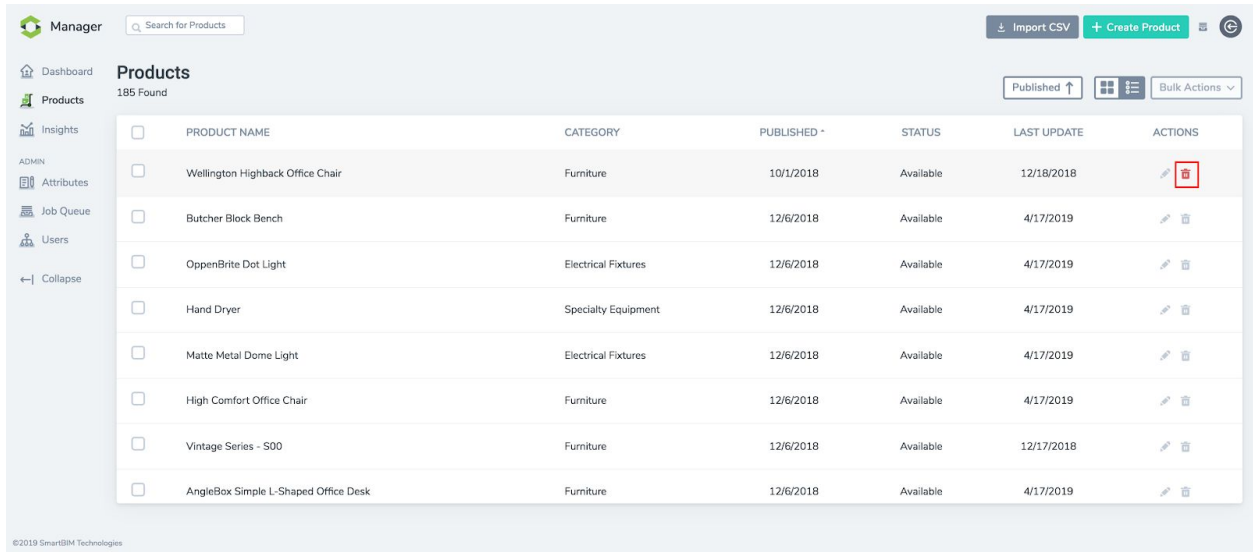 Manager
Search for Products
Import CSV
+ Create Product
Dashboard
Products
Insights
ADMIN
Attributes
Job Queue
Users
Collapse
Products
185 Found
Published
Bulk Actions
PRODUCT NAME CATEGORY PUBLISHED STATUS LAST UPDATE ACTIONS
Wellington Highback Office Chair Furniture 10/1/2018 Available 12/18/2018
Butcher Block Bench Furniture 12/6/2018 Available 4/17/2019
OppenBrite Dot Light Electrical Fixtures 12/6/2018 Available 4/17/2019
Hand Dryer Specialty Equipment 12/6/2018 Available 4/17/2019
Matte Metal Dome Light Electrical Fixtures 12/6/2018 Available 4/17/2019
High Comfort Office Chair Furniture 12/6/2018 Available 4/17/2019
Vintage Series - S00 Furniture 12/6/2018 Available 12/17/2018
AngleBox Simple L-Shaped Office Desk Furniture 12/6/2018 Available 4/17/2019
©2019 SmartBIM Technologies